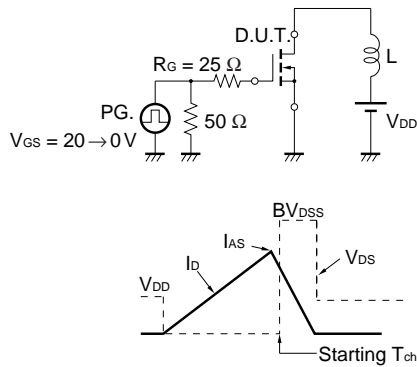 D.U.T.
RG = 25 Ω
L
PG.
50 Ω
VDD
VGS = 20 → 0 V
BVDSS
IAS
ID
VDS
VDD
Starting Tch